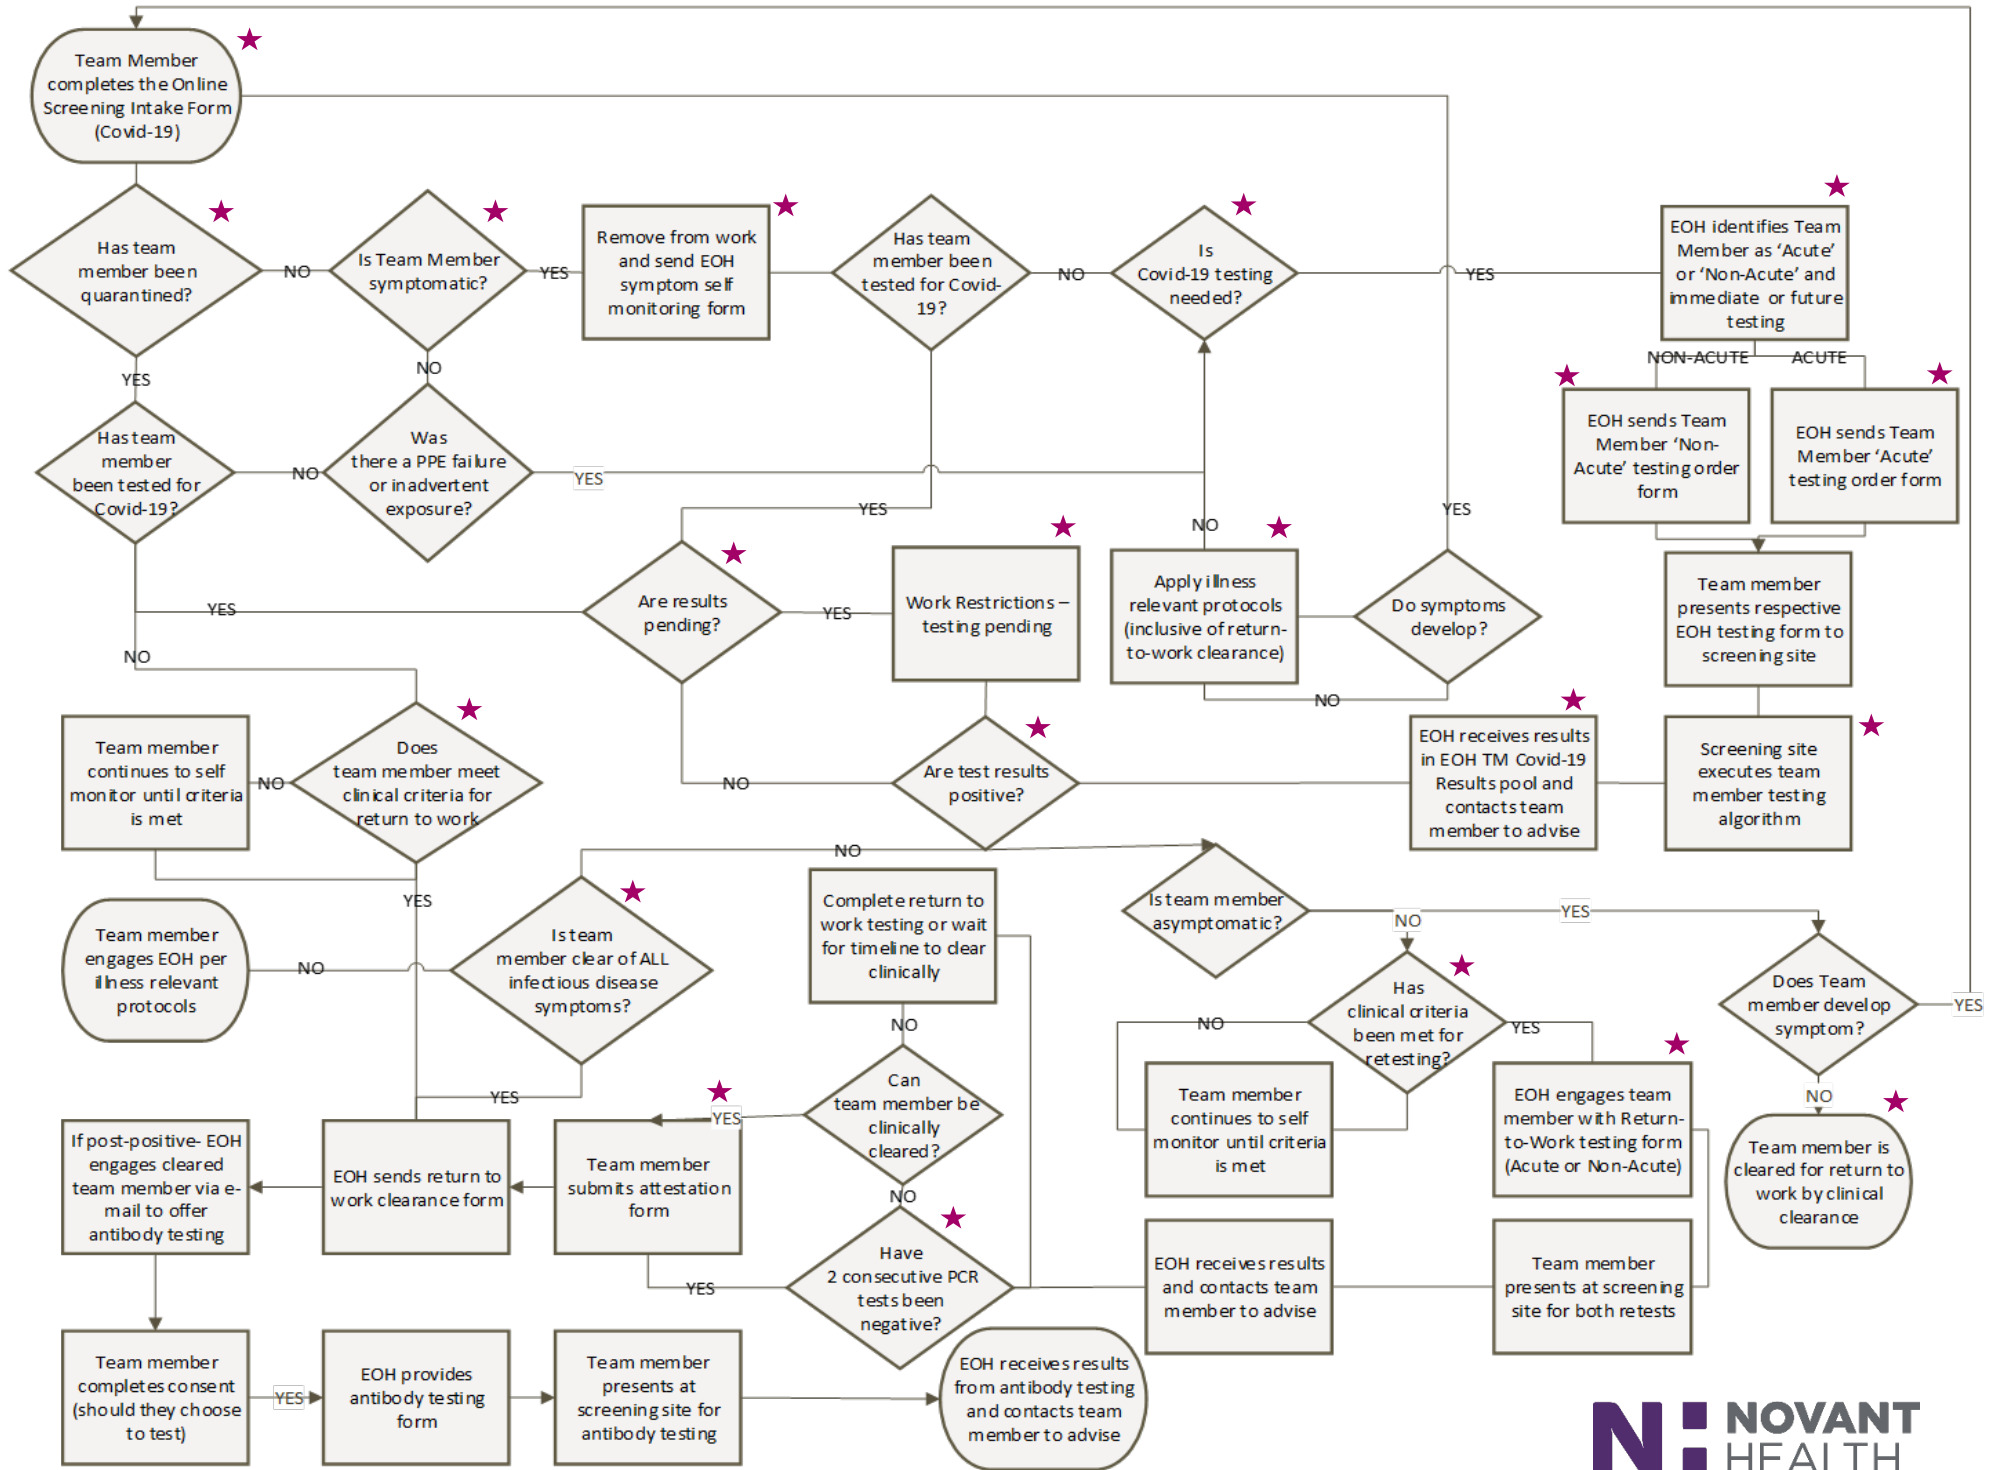 Team Member
completes the Online
Screening Intake Form
(Covid-19)
Has team
member been
quarantined?
NO
Is Team Member
symptomatic?
YES
Remove from work
and send EOH
symptom self
monitoring form
Has team
member been
tested for Covid-
19?
NO
Is
Covid-19 testing
needed?
YES
EOH identifies Team
Member as ‘Acute’
or ‘Non-Acute’ and
immediate or future
testing
NON-ACUTE
ACUTE
YES
NO
Has team
member
been tested for
Covid-19?
NO
Was
there a PPE failure
or inadvertent
exposure?
YES
EOH sends Team
Member ‘Non-
Acute’ testing order
form
EOH sends Team
Member ‘Acute’
testing order form
YES
NO
YES
Are results
pending?
YES
Work Restrictions –
testing pending
Apply illness
relevant protocols
(inclusive of return-
to-work clearance)
Do symptoms
develop?
NO
Team member
presents respective
EOH testing form to
screening site
YES
NO
Team member
continues to self
monitor until criteria
is met
NO
Does
team member meet
clinical criteria for
return to work
NO
Are test results
positive?
EOH receives results
in EOH TM Covid-19
Results pool and
contacts team
member to advise
Screening site
executes team
member testing
algorithm
NO
YES
Team member
engages EOH per
illness relevant
protocols
NO
Is team
member clear of ALL
infectious disease
symptoms?
YES
Complete return to
work testing or wait
for timeline to clear
clinically
NO
Is team member
asymptomatic?
NO
YES
Has
clinical criteria
been met for
retesting?
NO
YES
Does Team
member develop
symptom?
YES
NO
Can
team member be
clinically
cleared?
YES
NO
Team member
continues to self
monitor until criteria
is met
EOH engages team
member with Return-
to-Work testing form
(Acute or Non-Acute)
Team member is
cleared for return to
work by clinical
clearance
If post-positive- EOH
engages cleared
team member via e-
mail to offer
antibody testing
EOH sends return to
work clearance form
Team member
submits attestation
form
YES
Have
2 consecutive PCR
tests been
negative?
EOH receives results
and contacts team
member to advise
Team member
presents at screening
site for both retests
Team member
completes consent
(should they choose
to test)
YES
EOH provides
antibody testing
form
Team member
presents at
screening site for
antibody testing
EOH receives results
from antibody testing
and contacts team
member to advise
NOVANT
HEALTH